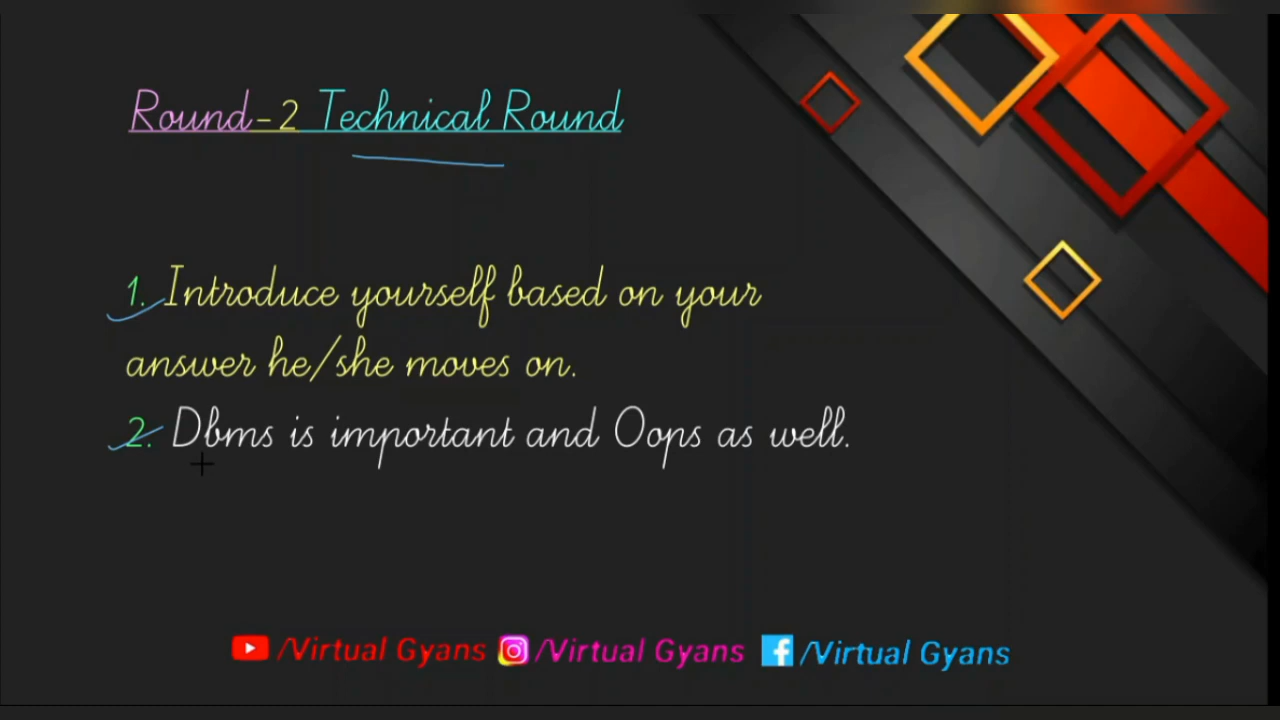 Round-2 Technical Round
1. Introduce yourself based on your
answer he/she moves on.
2. Dbms is important and Oops as well.
/Virtual Gyans /Virtual Gyans /Virtual Gyans